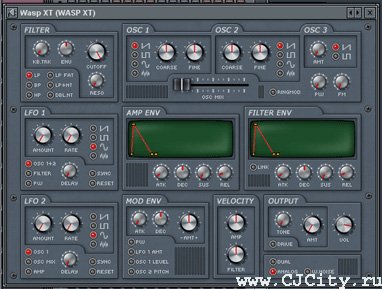 Wasp XT (WASP XT)
FILTER
KB.TRK ENV CUTOFF
LP LP FAT
BP LP+NT
HP DBL.NT
RESO
OSC 1
COARSE FINE
OSC 2
COARSE FINE
OSC MIX
RINGMOD
OSC 3
AMT
PW FM
LFO 1
AMOUNT RATE
OSC 1+2
FILTER
PW
DELAY
SYNC
RESET
AMP ENV
ATK DEC SUS REL
FILTER ENV
LINK
ATK DEC SUS REL
LFO 2
AMOUNT RATE
OSC 1
OSC MIX
AMP
DELAY
SYNC
RESET
MOD ENV
ATK DEC -AMT+
PW
LFO 1 AMT
OSC 1 LEVEL
OSC 2 PITCH
VELOCITY
AMP
FILTER
OUTPUT
TONE AMT VOL
DRIVE
DUAL
ANALOG W.NOISE
www.CJCity.ru